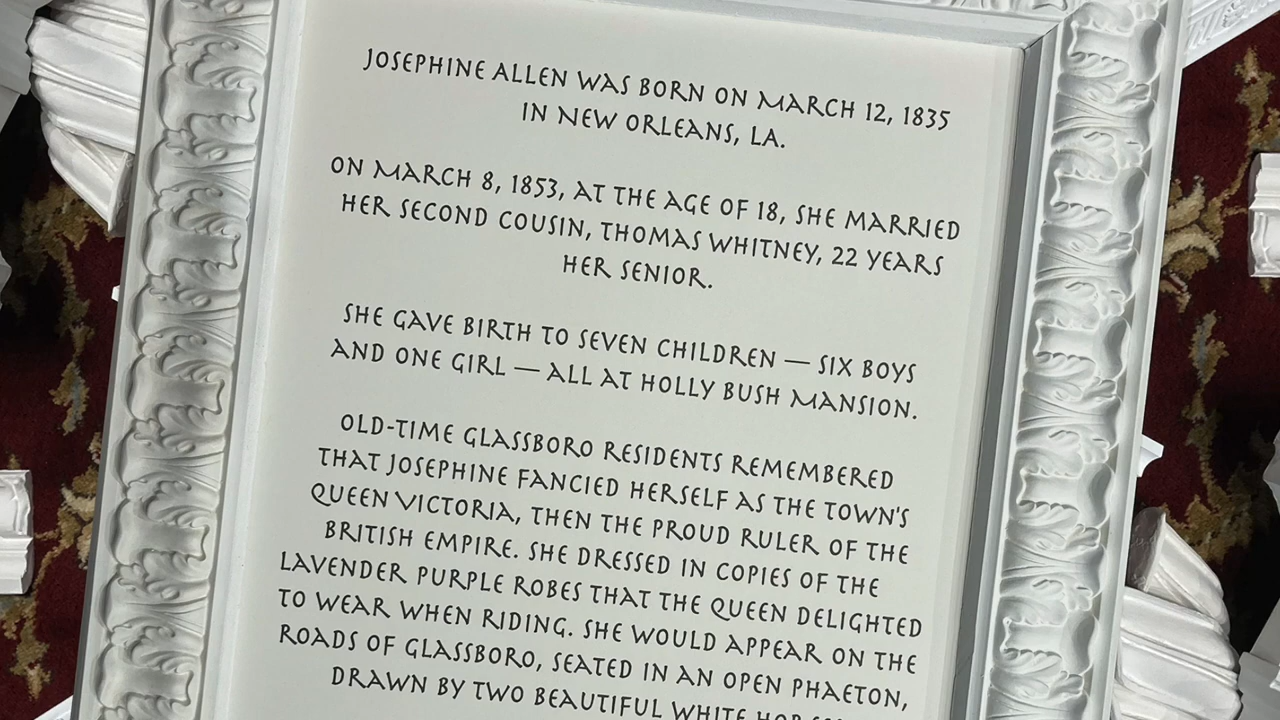 JOSEPHINE ALLEN WAS BORN ON MARCH 12, 1835
IN NEW ORLEANS, LA.
ON MARCH 8, 1853, AT THE AGE OF 18, SHE MARRIED
HER SECOND COUSIN, THOMAS WHITNEY, 22 YEARS
HER SENIOR.
SHE GAVE BIRTH TO SEVEN CHILDREN — SIX BOYS
AND ONE GIRL — ALL AT HOLLY BUSH MANSION.
OLD-TIME GLASSBORO RESIDENTS REMEMBERED
THAT JOSEPHINE FANCIED HERSELF AS THE TOWN'S
QUEEN VICTORIA, THEN THE PROUD RULER OF THE
BRITISH EMPIRE. SHE DRESSED IN COPIES OF THE
LAVENDER PURPLE ROBES THAT THE QUEEN DELIGHTED
TO WEAR WHEN RIDING. SHE WOULD APPEAR ON THE
ROADS OF GLASSBORO, SEATED IN AN OPEN PHAETON,
DRAWN BY TWO BEAUTIFUL WHITE